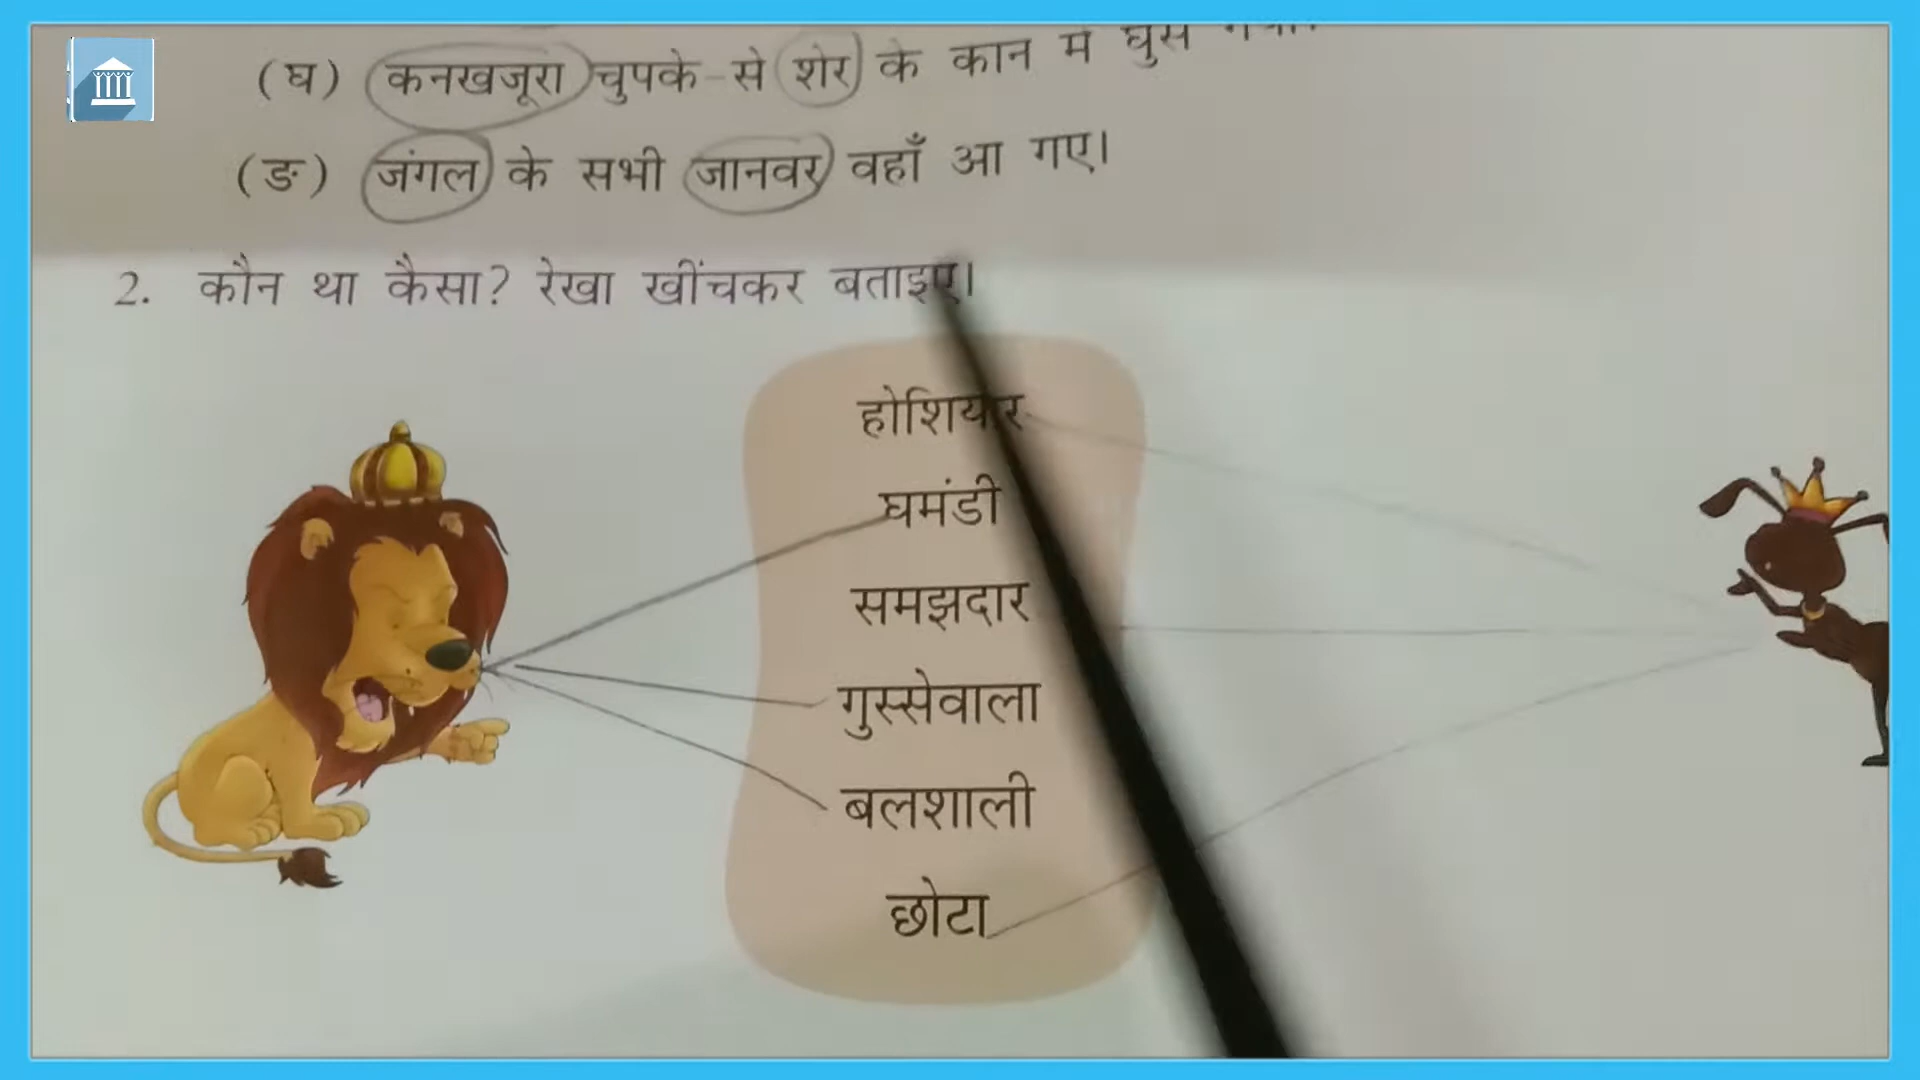 (घ) कनखजूरा चुपके-से शेर के कान में घुस
(ङ) जंगल के सभी जानवर वहाँ आ गए।
2. कौन था कैसा? रेखा खींचकर बताइए।
होशियार
घमंडी
समझदार
गुस्सेवाला
बलशाली
छोटा